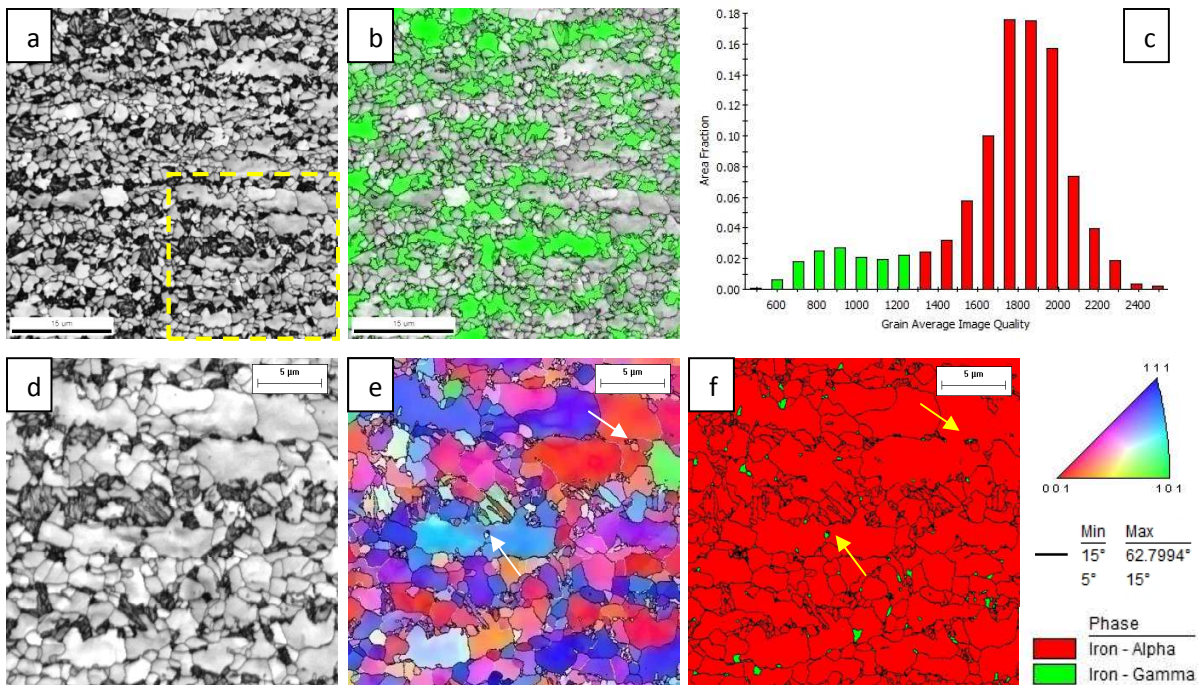 a
15 um
b
15 um
c
0.18
0.16
0.14
0.12
0.10
0.08
0.06
0.04
0.02
0.00
Area Fraction
600 800 1000 1200 1400 1600 1800 2000 2200 2400
Grain Average Image Quality
d
5 µm
e
5 µm
f
5 µm
1 1 1
0 0 1 1 0 1
Min Max
15° 62.7994°
5° 15°
Phase
Iron - Alpha
Iron - Gamma